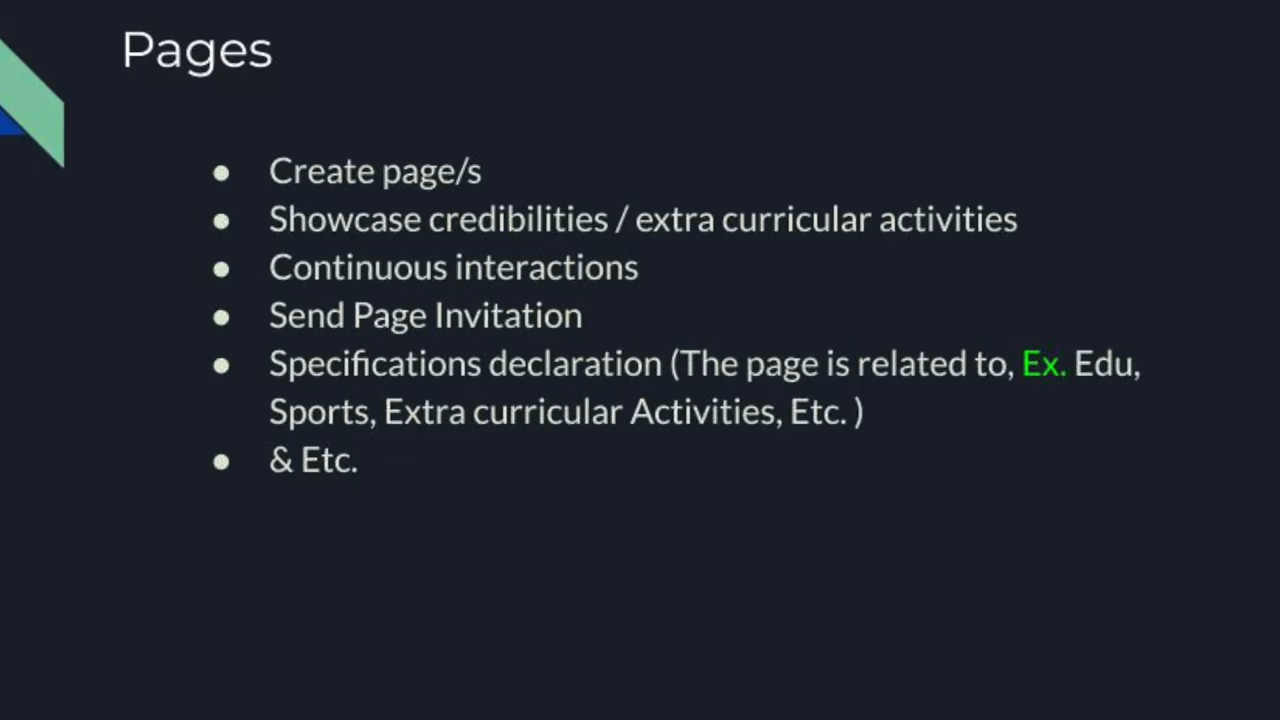 Pages
● Create page/s
● Showcase credibilities / extra curricular activities
● Continuous interactions
● Send Page Invitation
● Specifications declaration (The page is related to, Ex. Edu,
Sports, Extra curricular Activities, Etc. )
● & Etc.